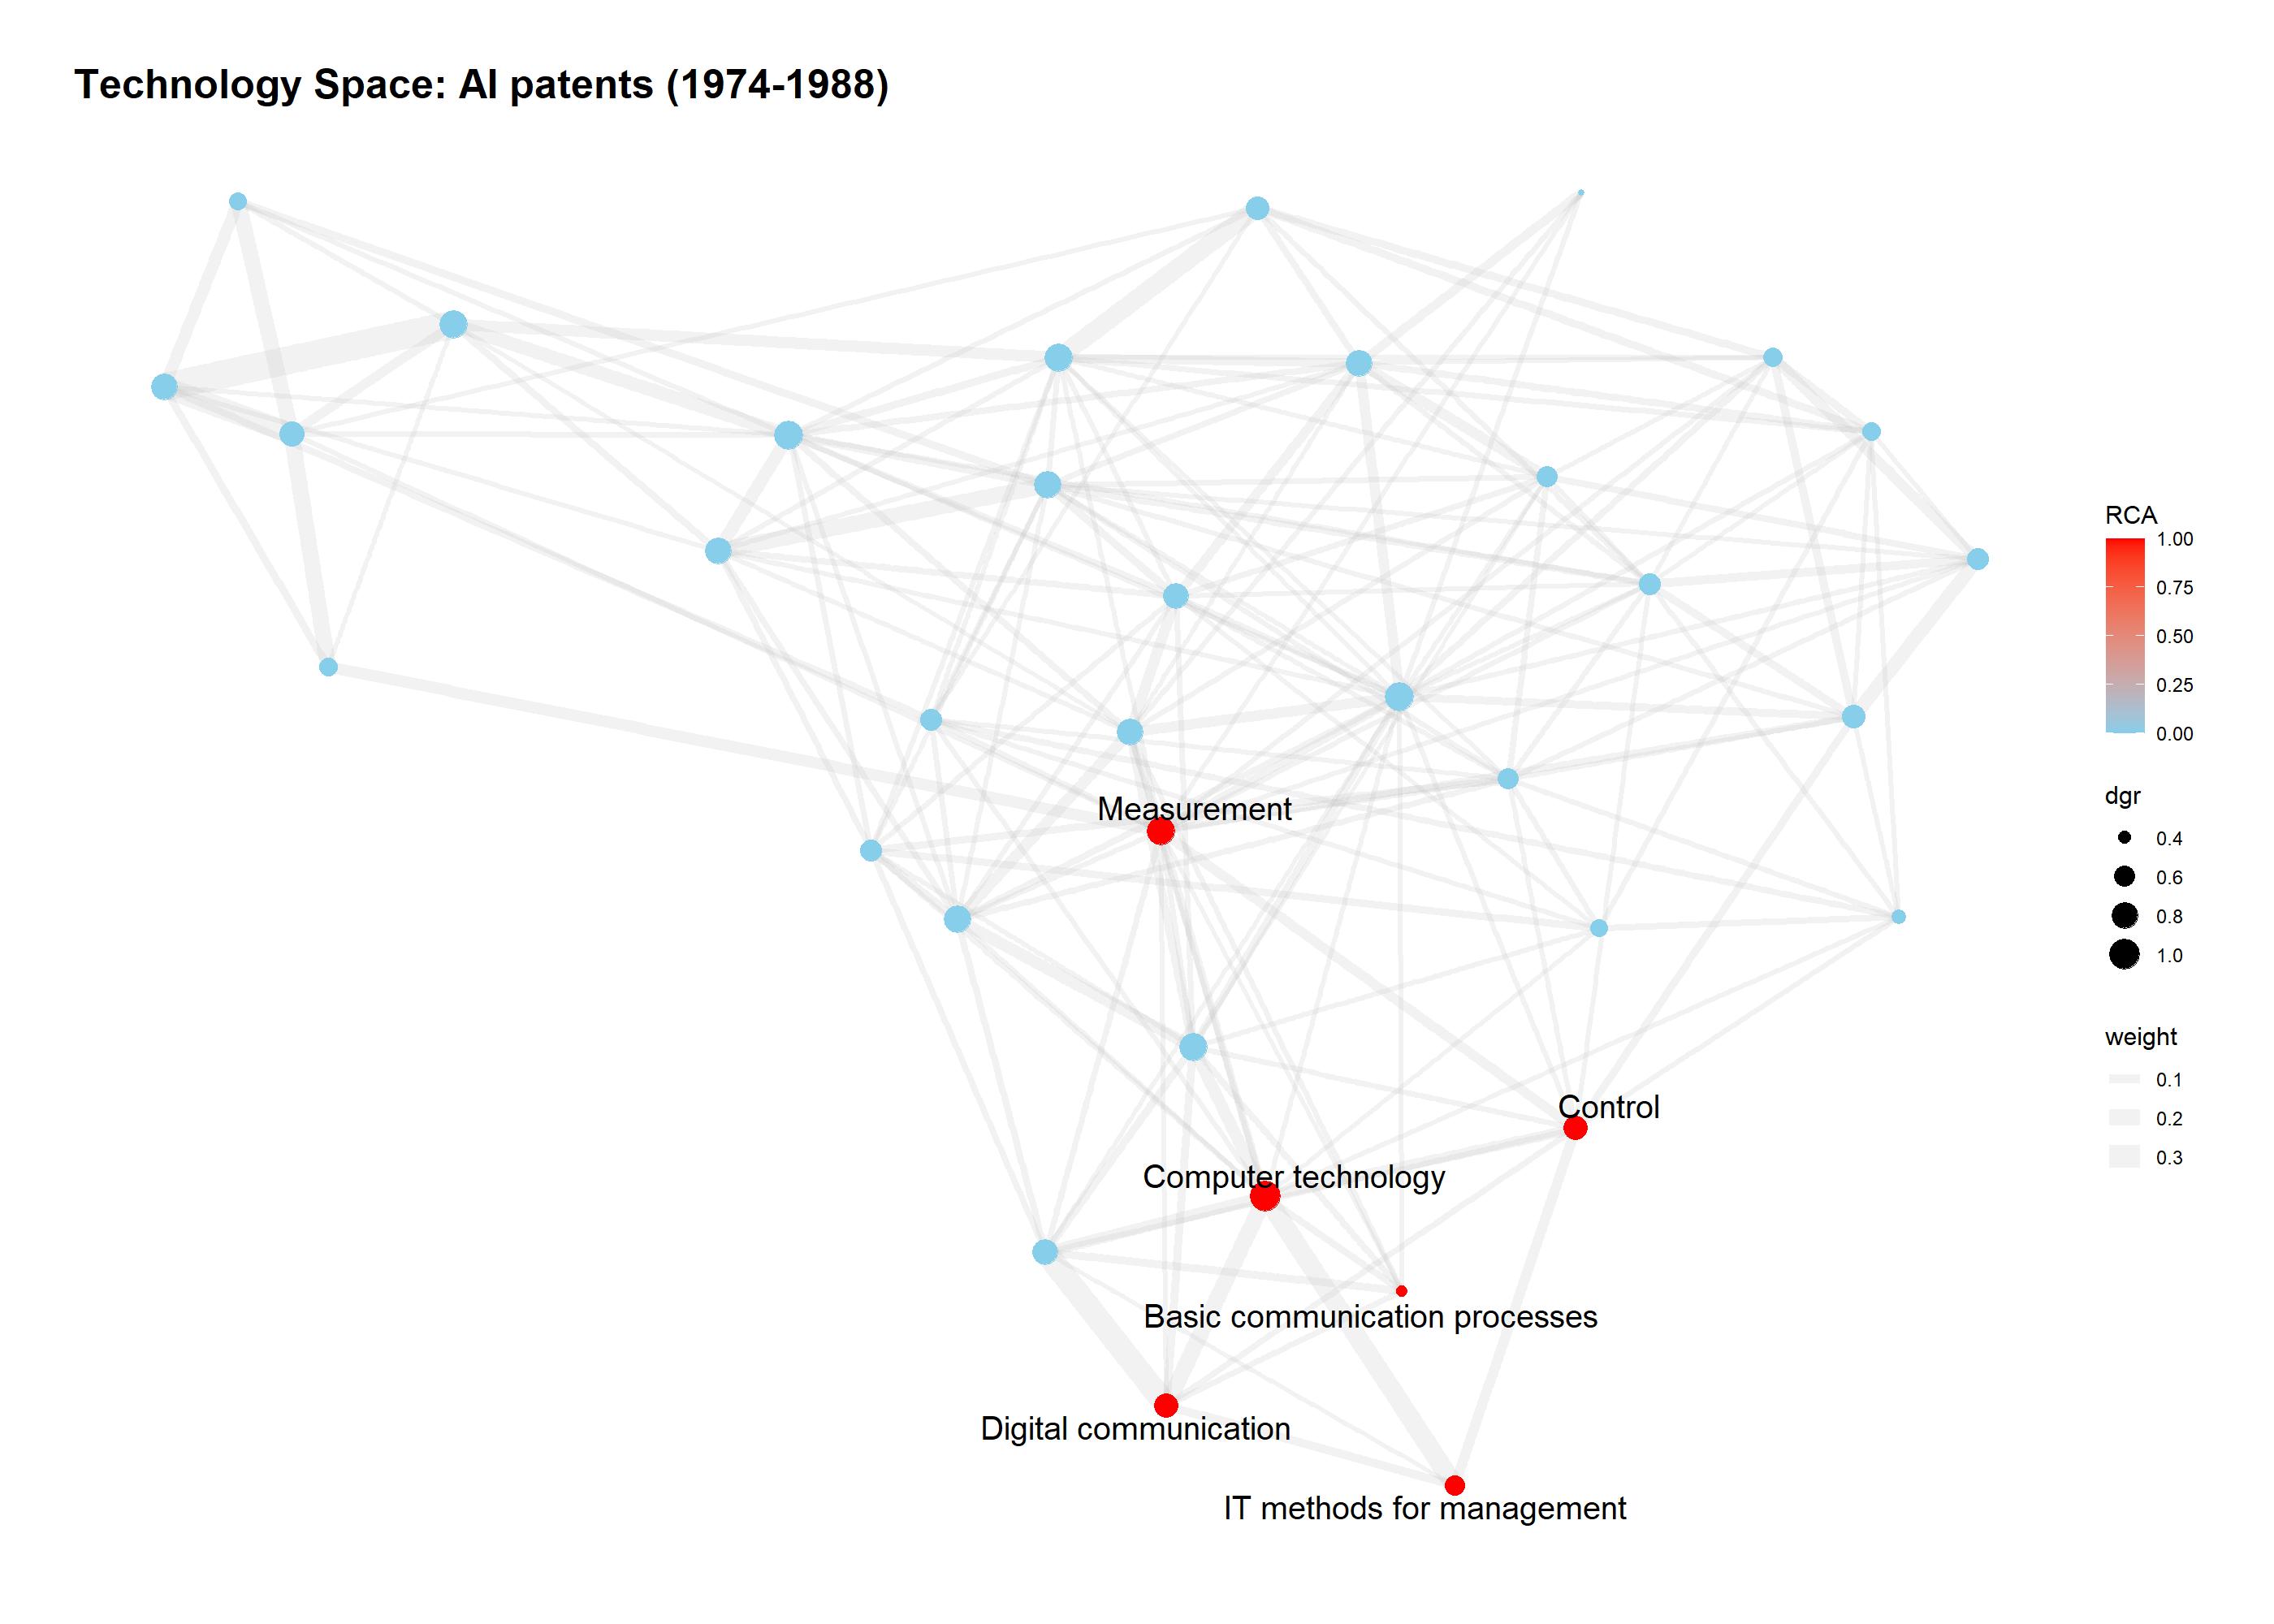 Technology Space: AI patents (1974-1988)
RCA
1.00
0.75
0.50
0.25
0.00
dgr
0.4
0.6
0.8
1.0
weight
0.1
0.2
0.3
Measurement
Control
Computer technology
Basic communication processes
Digital communication
IT methods for management